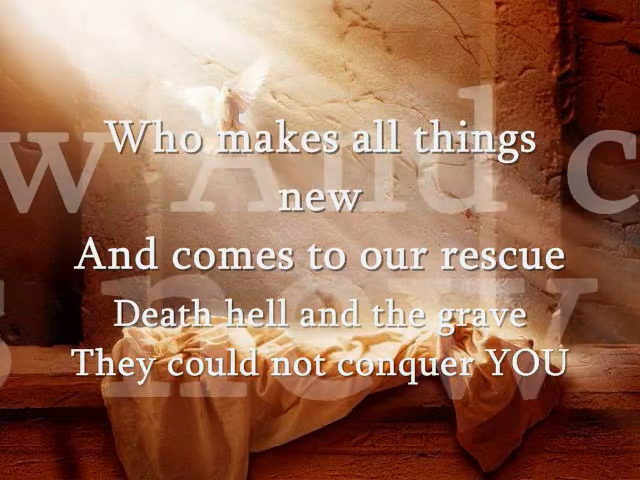 Who makes all things
new
And comes to our rescue
Death hell and the grave
They could not conquer YOU